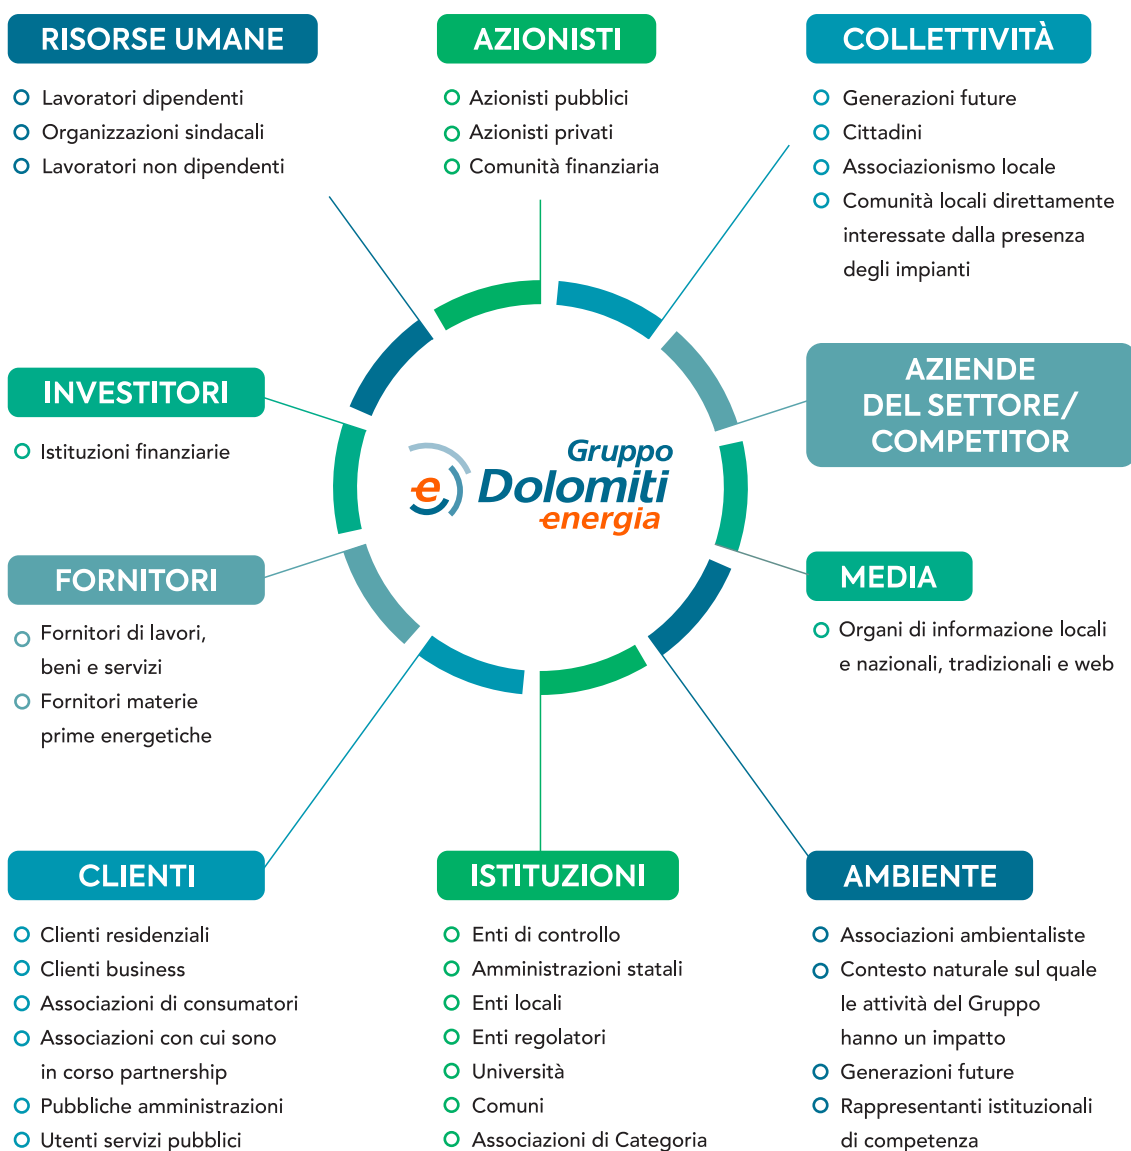 RISORSE UMANE
Lavoratori dipendenti
Organizzazioni sindacali
Lavoratori non dipendenti
AZIONISTI
Azionisti pubblici
Azionisti privati
Comunità finanziaria
COLLETTIVITÀ
Generazioni future
Cittadini
Associazionismo locale
Comunità locali direttamente
interessate dalla presenza
degli impianti
INVESTITORI
Istituzioni finanziarie
e
Gruppo
Dolomiti
energia
AZIENDE
DEL SETTORE/
COMPETITOR
FORNITORI
Fornitori di lavori,
beni e servizi
Fornitori materie
prime energetiche
MEDIA
Organi di informazione locali
e nazionali, tradizionali e web
CLIENTI
Clienti residenziali
Clienti business
Associazioni di consumatori
Associazioni con cui sono
in corso partnership
Pubbliche amministrazioni
Utenti servizi pubblici
ISTITUZIONI
Enti di controllo
Amministrazioni statali
Enti locali
Enti regolatori
Università
Comuni
Associazioni di Categoria
AMBIENTE
Associazioni ambientaliste
Contesto naturale sul quale
le attività del Gruppo
hanno un impatto
Generazioni future
Rappresentanti istituzionali
di competenza